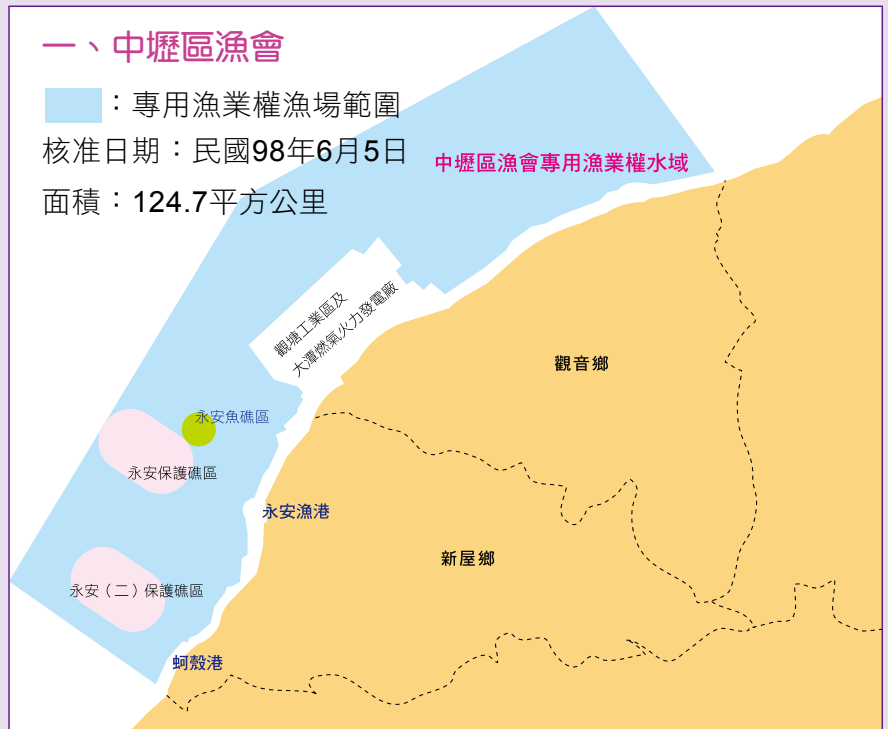 一、中壢區漁會
：專用漁業權漁場範圍
核准日期：民國98年6月5日
面積：124.7平方公里
中壢區漁會專用漁業權水域
觀塘工業區及
大潭燃氣火力發電廠
觀音鄉
永安魚礁區
永安保護礁區
永安漁港
新屋鄉
永安（二）保護礁區
蚵殼港